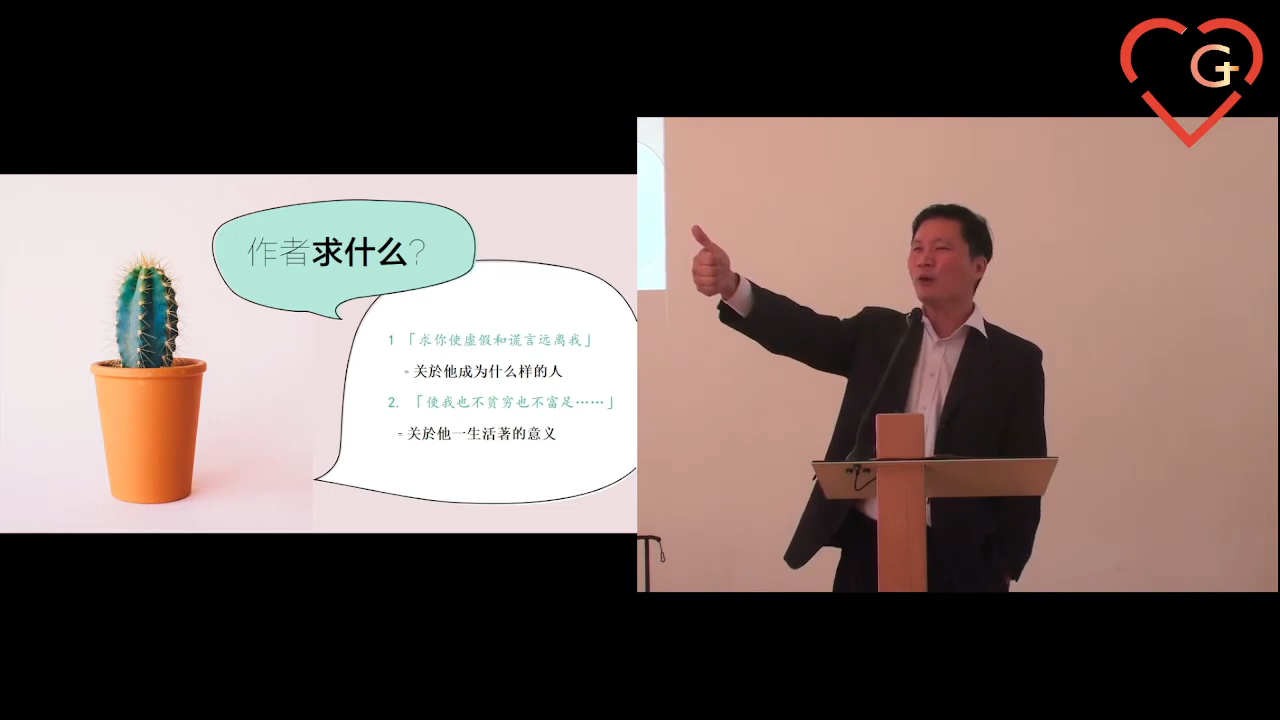 作者求什么?
1 「求你使虚假和谎言远离我」
- 关於他成为什么样的人
2. 「使我也不贫穷也不富足……」
- 关於他一生活著的意义
G